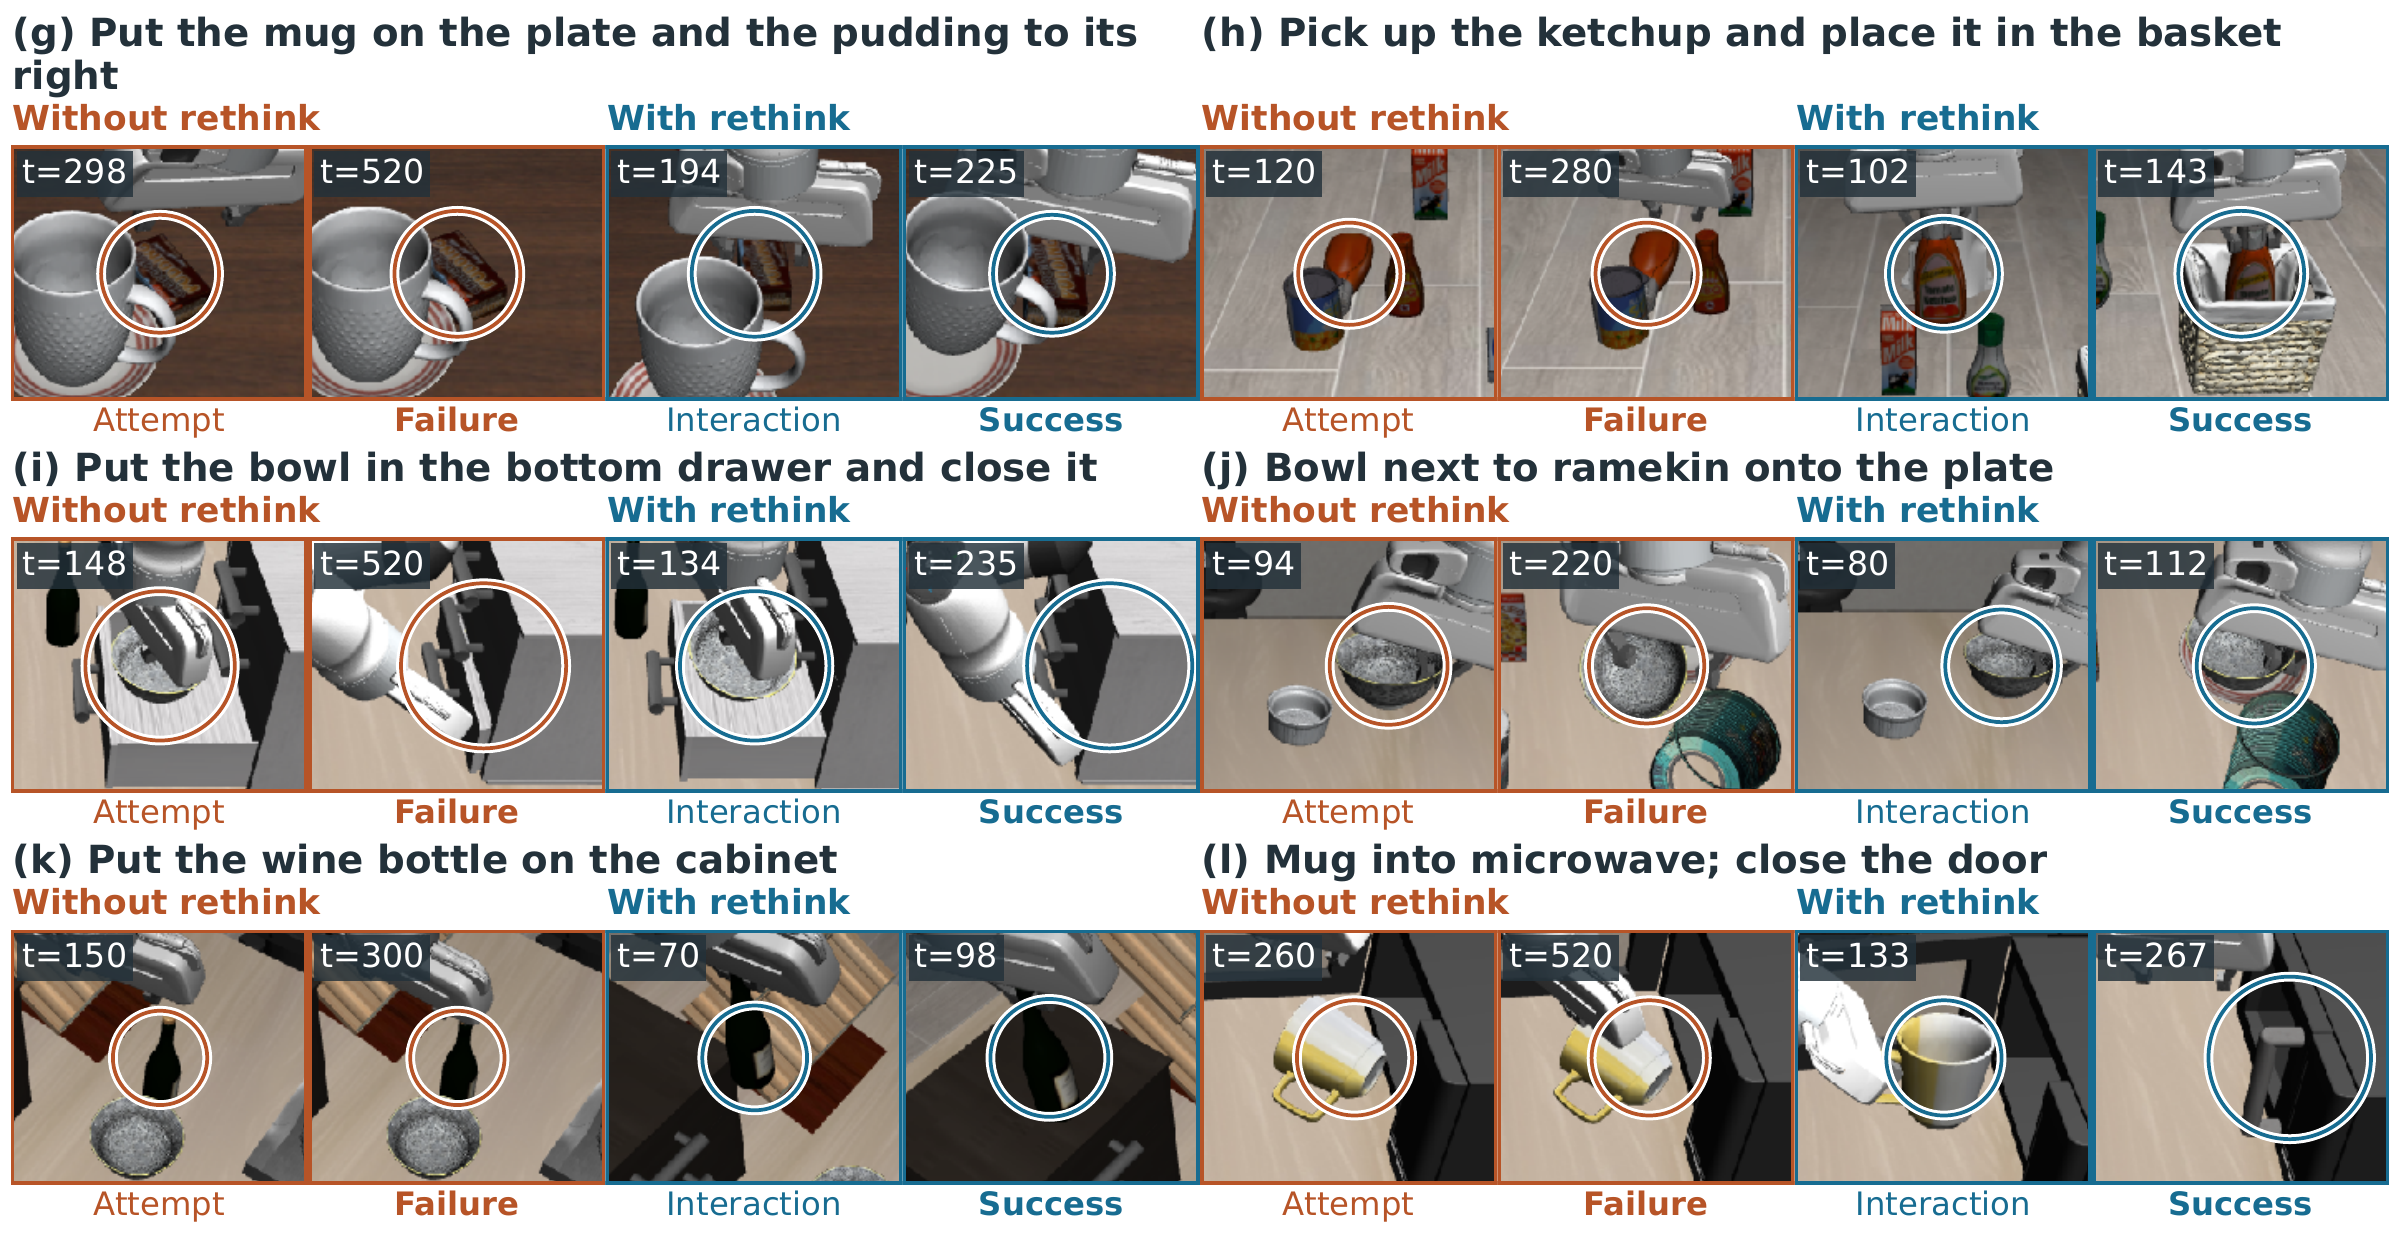 (g) Put the mug on the plate and the pudding to its
right
Without rethink
With rethink
t=298
t=520
t=194
t=225
Attempt
Failure
Interaction
Success
(h) Pick up the ketchup and place it in the basket
Without rethink
With rethink
t=120
t=280
t=102
t=143
Milk
Milk
Attempt
Failure
Interaction
Success
(i) Put the bowl in the bottom drawer and close it
Without rethink
With rethink
t=148
t=520
t=134
t=235
Attempt
Failure
Interaction
Success
(j) Bowl next to ramekin onto the plate
Without rethink
With rethink
t=94
t=220
t=80
t=112
Attempt
Failure
Interaction
Success
(k) Put the wine bottle on the cabinet
Without rethink
With rethink
t=150
t=300
t=70
t=98
Attempt
Failure
Interaction
Success
(l) Mug into microwave; close the door
Without rethink
With rethink
t=260
t=520
t=133
t=267
Attempt
Failure
Interaction
Success